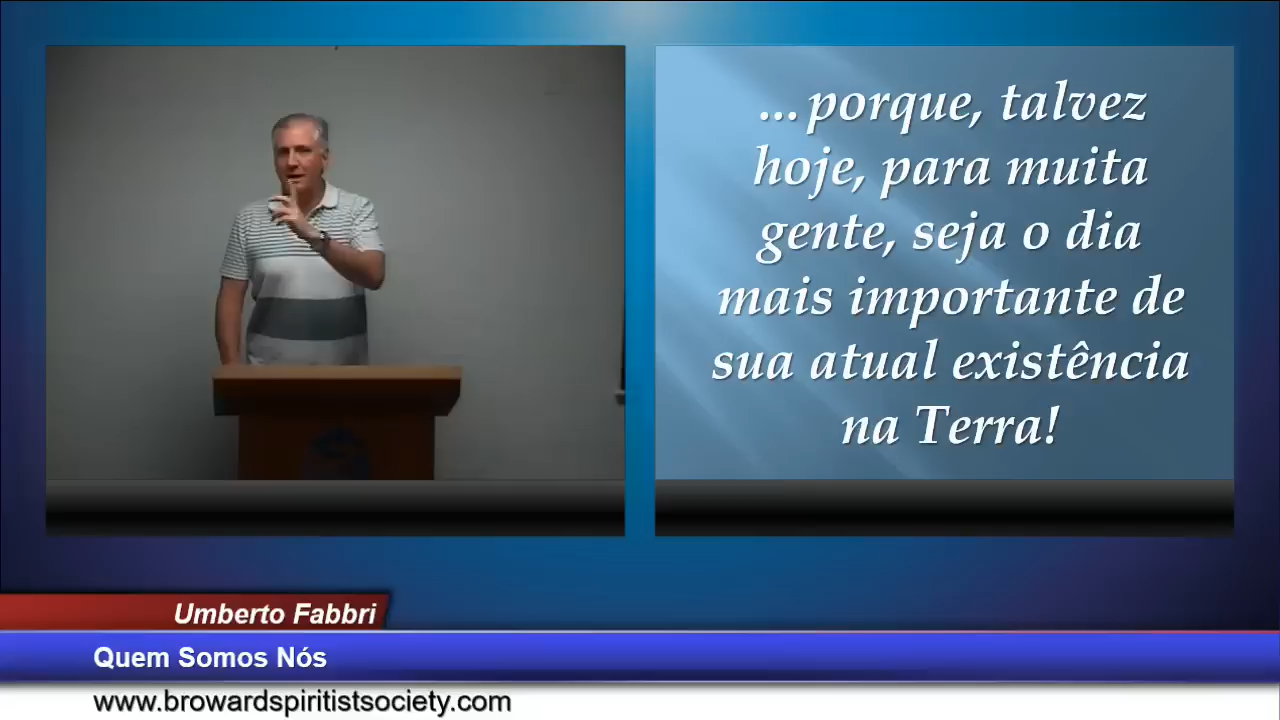 ...porque, talvez
hoje, para muita
gente, seja o dia
mais importante de
sua atual existência
na Terra!
Umberto Fabbri
Quem Somos Nós
www.browardspiritistsociety.com